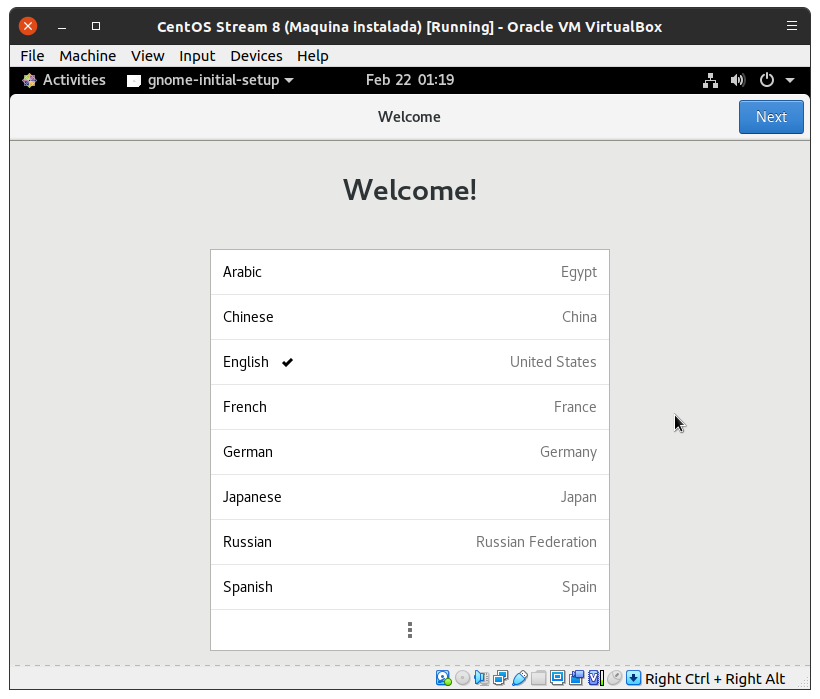 CentOS Stream 8 (Maquina instalada) [Running] - Oracle VM VirtualBox
File Machine View Input Devices Help
Activities gnome-initial-setup Feb 22 01:19
Welcome Next
Welcome!
Arabic Egypt
Chinese China
English United States
French France
German Germany
Japanese Japan
Russian Russian Federation
Spanish Spain
Right Ctrl + Right Alt